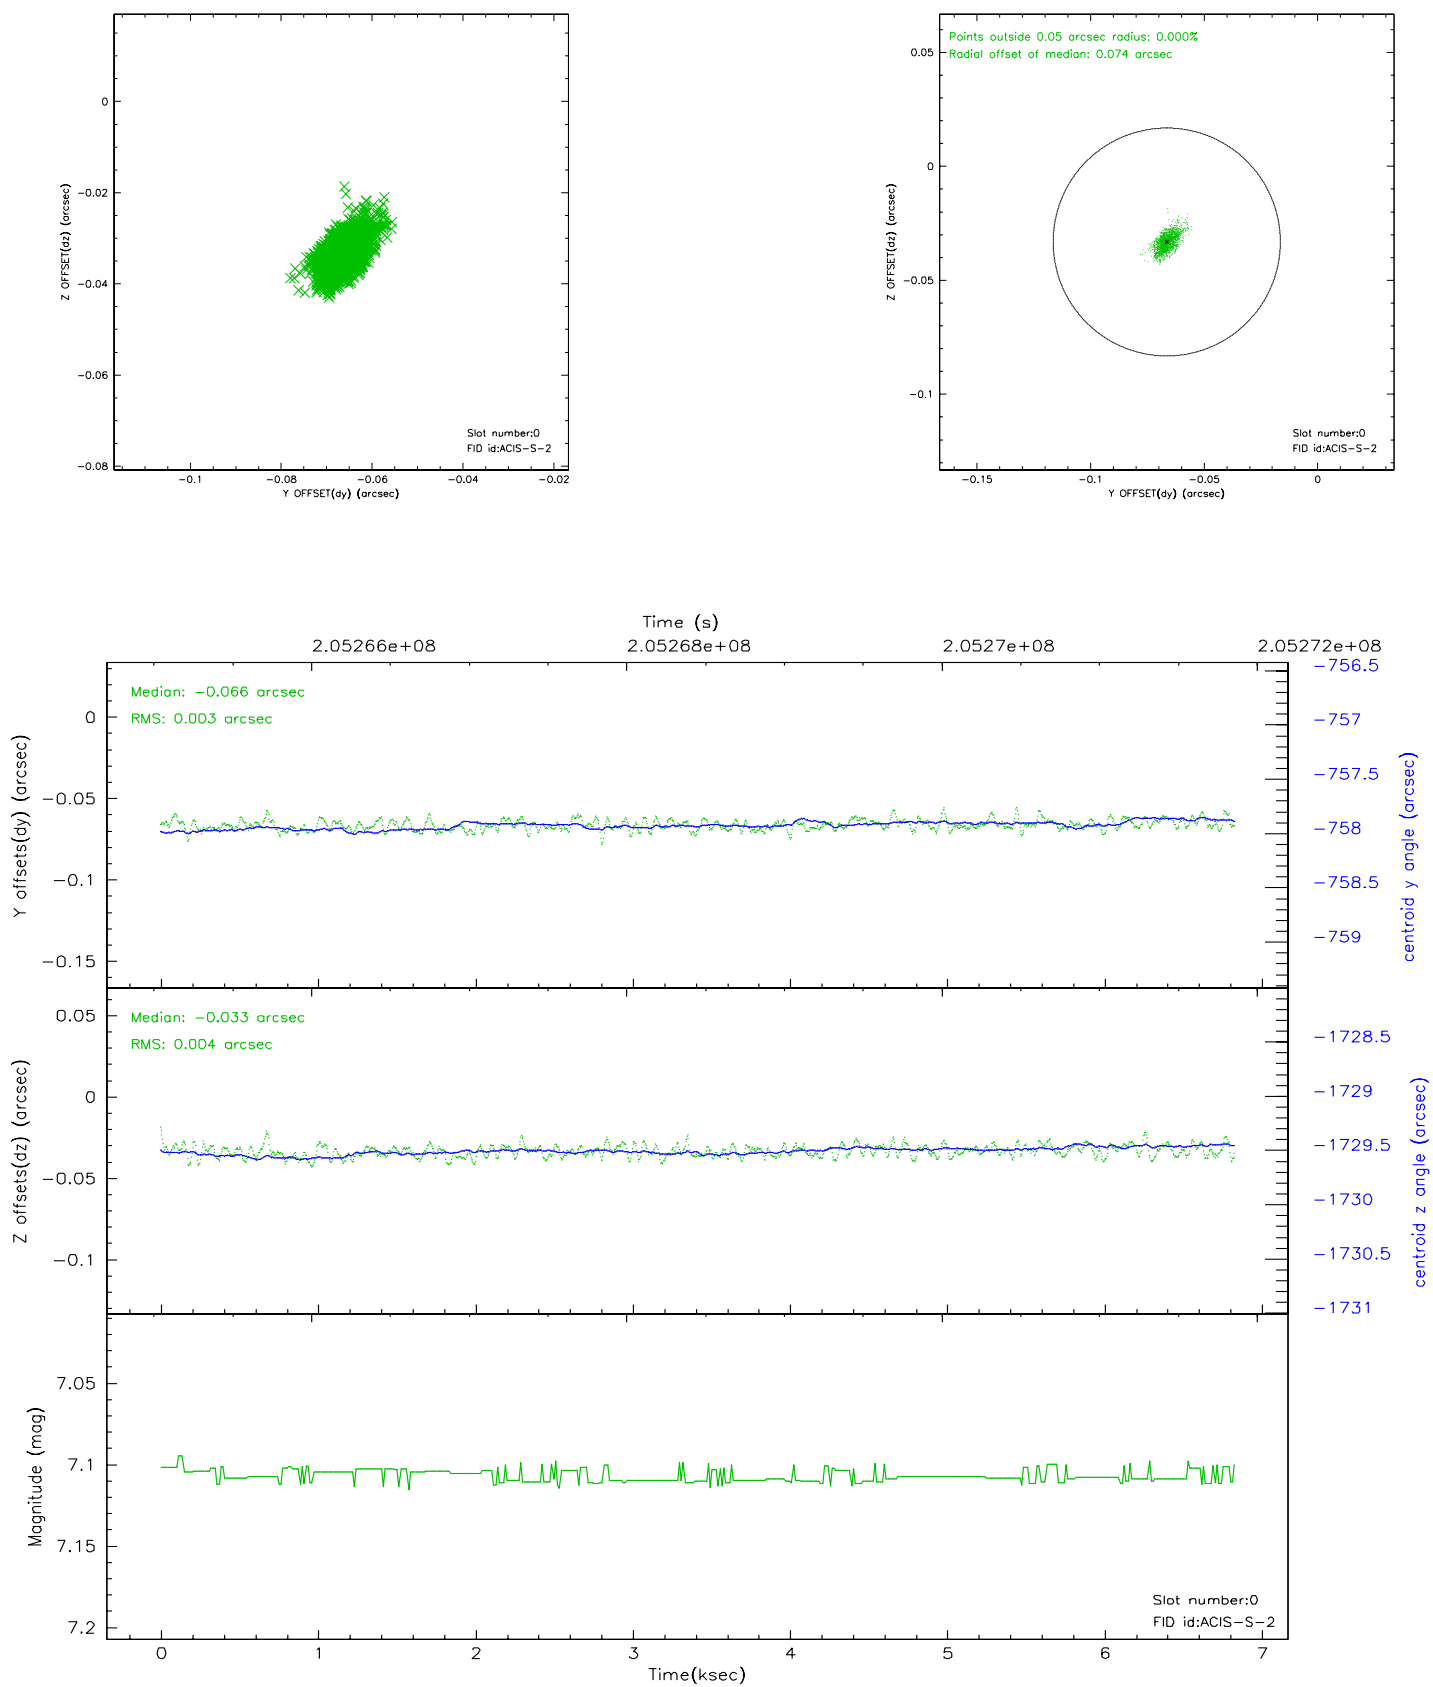 0
−0.02
−0.04
−0.06
−0.08
Z OFFSET(dz) (arcsec)
−0.1
−0.08
−0.06
−0.04
−0.02
Y OFFSET(dy) (arcsec)
Slot number:0
FID id:ACIS−S−2
Points outside 0.05 arcsec radius: 0.000%
Radial offset of median: 0.074 arcsec
0.05
0
−0.05
−0.1
Z OFFSET(dz) (arcsec)
−0.15
−0.1
−0.05
0
Y OFFSET(dy) (arcsec)
Slot number:0
FID id:ACIS−S−2
Time (s)
2.05266e+08
2.05268e+08
2.0527e+08
2.05272e+08
Median: −0.066 arcsec
RMS: 0.003 arcsec
0
−0.05
−0.1
−0.15
Y offsets(dy) (arcsec)
−756.5
−757
−757.5
−758
−758.5
−759
centroid y angle (arcsec)
Median: −0.033 arcsec
RMS: 0.004 arcsec
0.05
0
−0.05
−0.1
Z offsets(dz) (arcsec)
−1728.5
−1729
−1729.5
−1730
−1730.5
−1731
centroid z angle (arcsec)
7.05
7.1
7.15
7.2
Magnitude (mag)
Slot number:0
FID id:ACIS−S−2
0
1
2
3
4
5
6
7
Time(ksec)